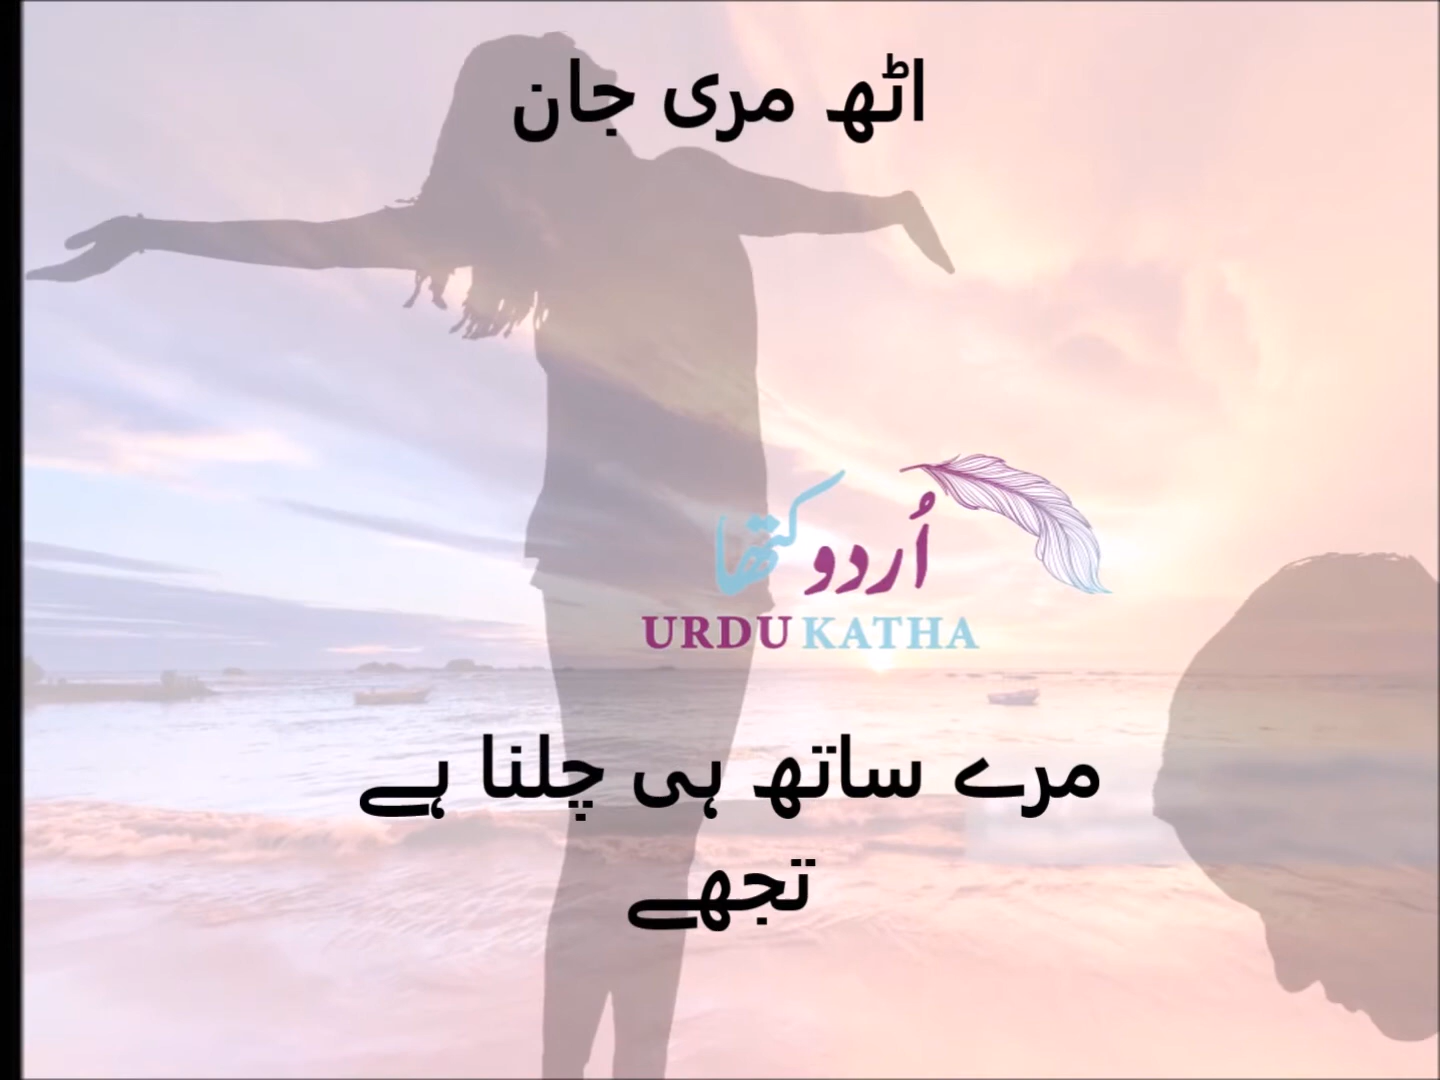 اٹھ مری جان
اُردو کتھا
URDU KATHA
مرے ساتھ ہی چلنا ہے
تجھے